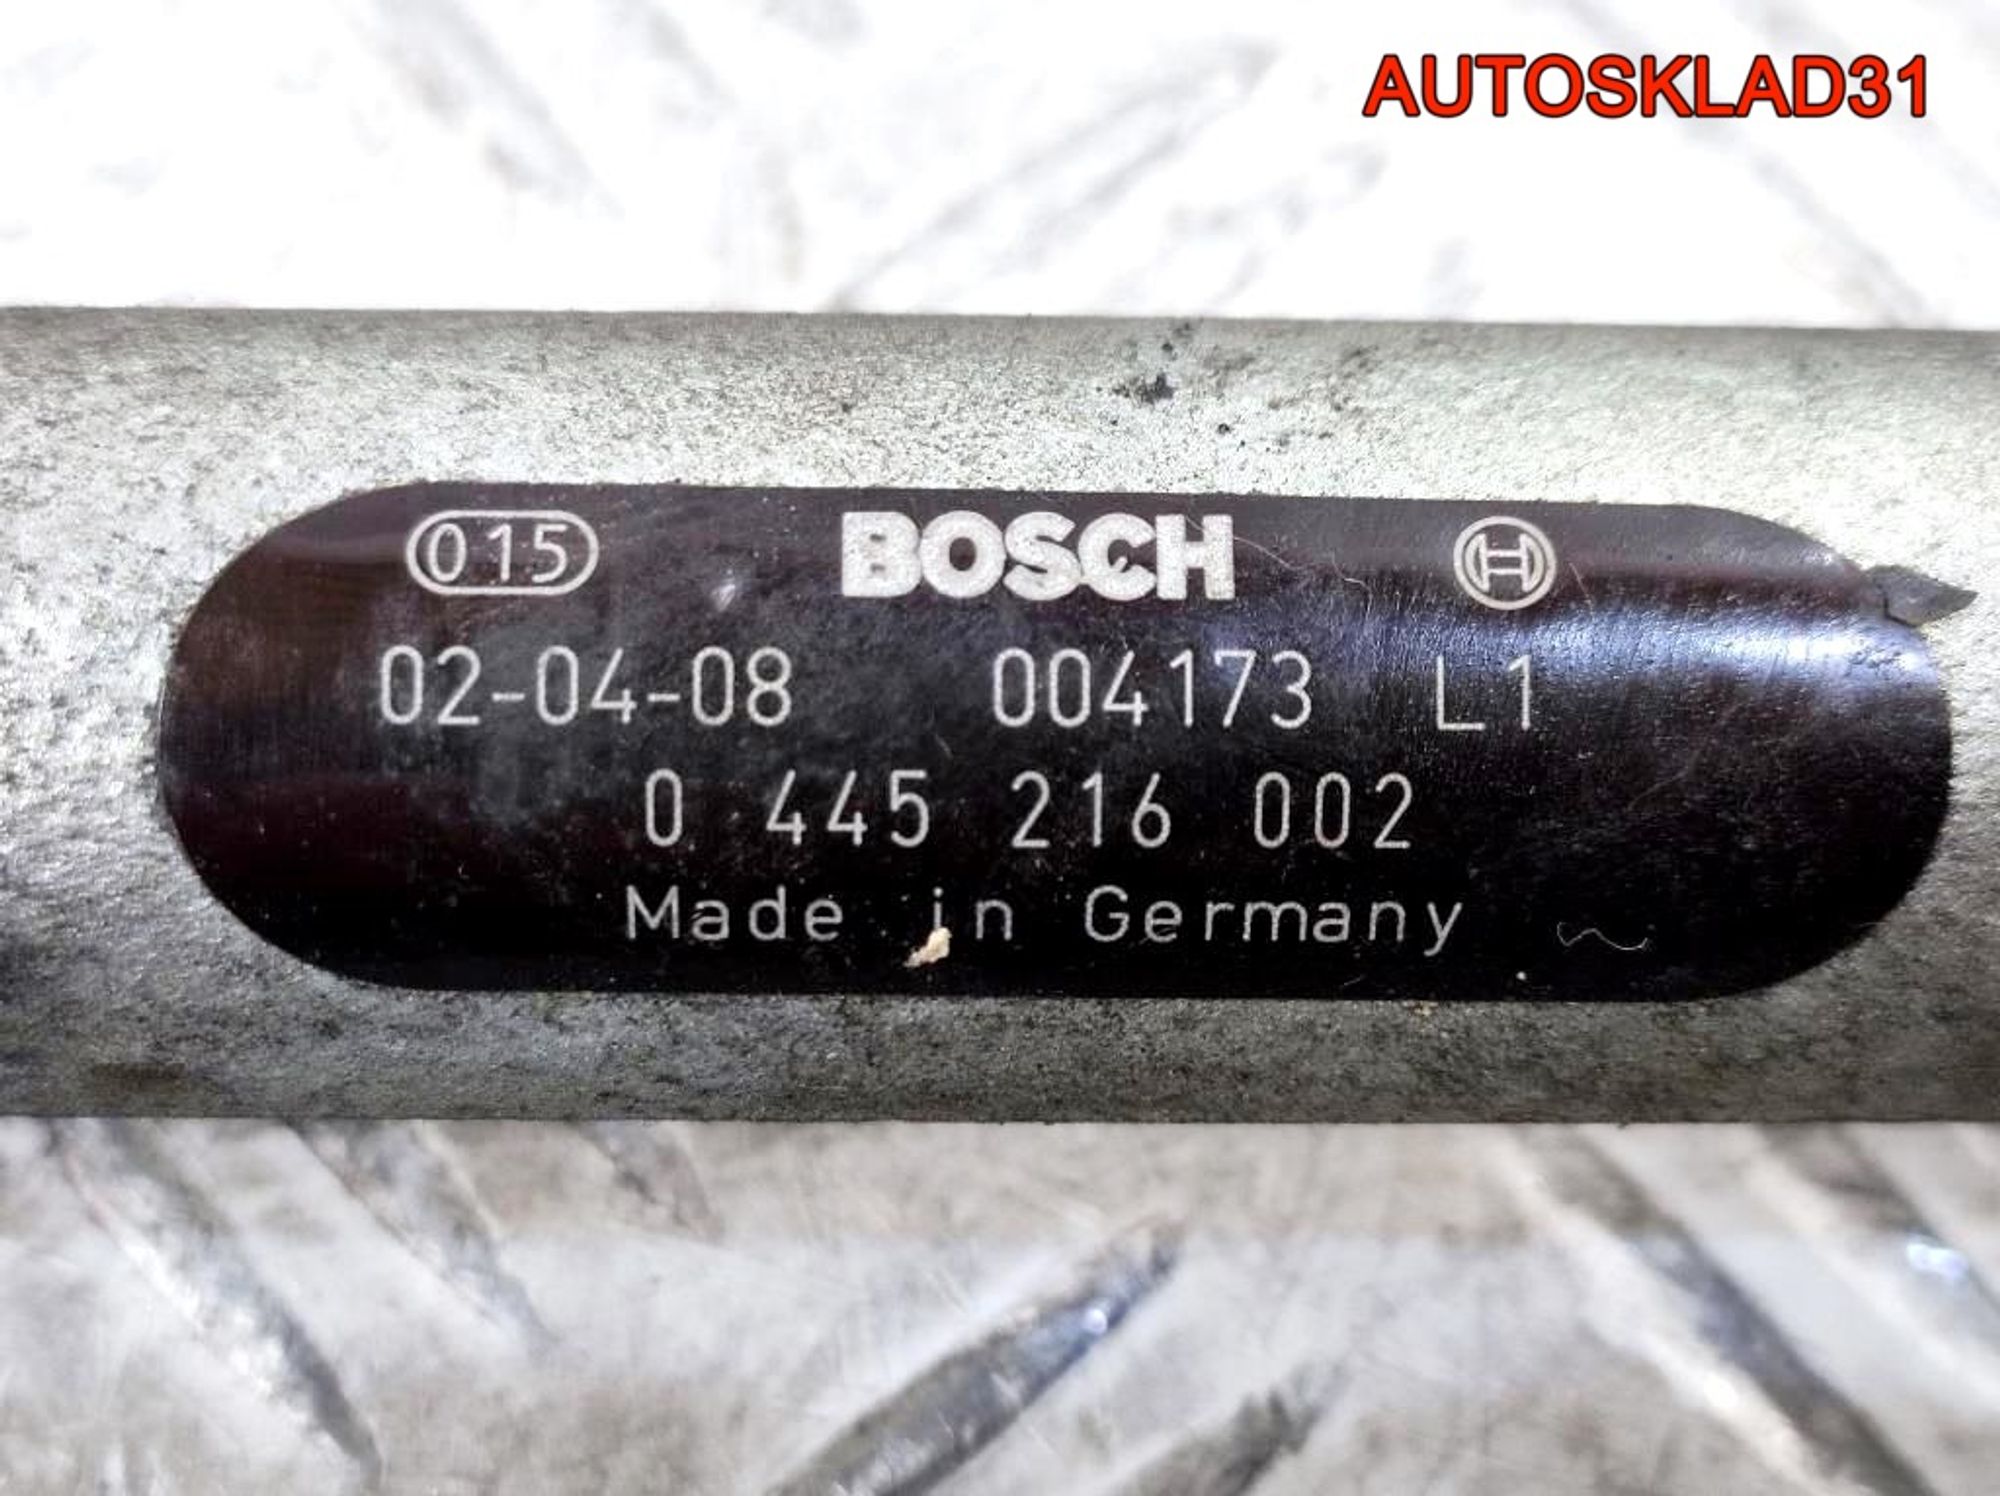 AUTOSKLAD31
015 BOSCH
02-04-08 004173 L1
0 445 216 002
Made in Germany